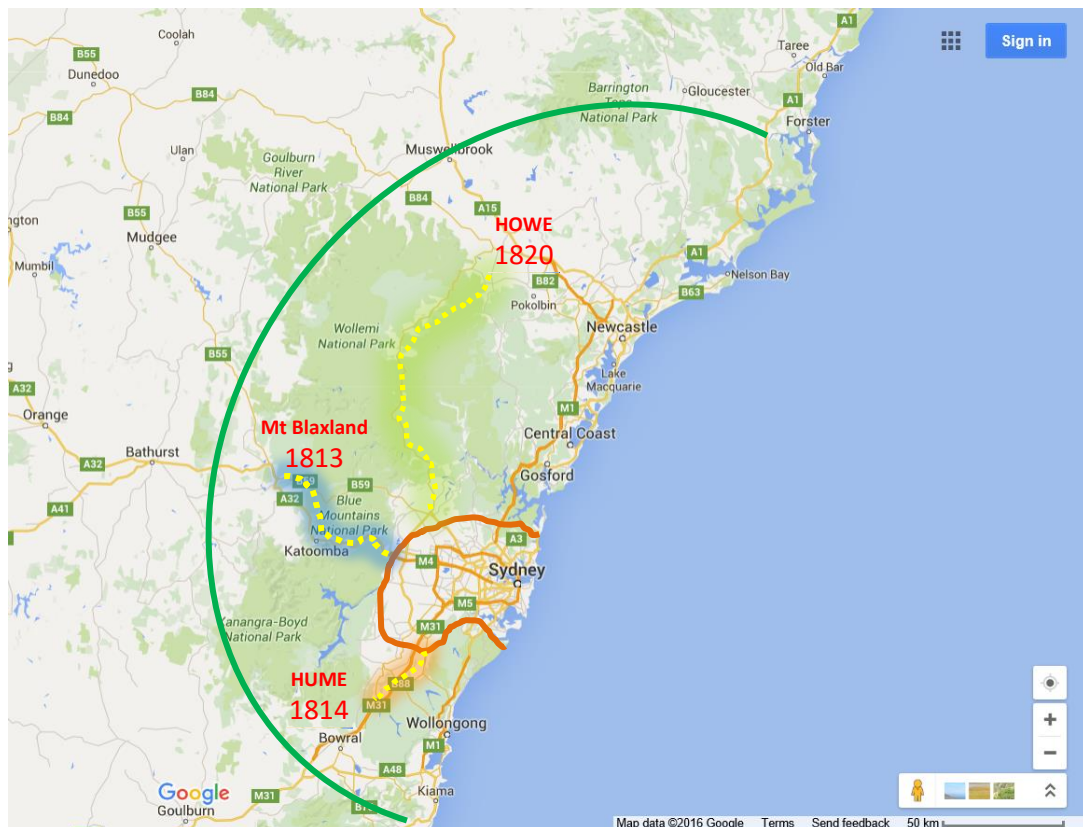 Coolah
A1
Taree
Sign in
B55
Old Bar
Dunedoo
Barrington
Tops
National Park
Gloucester
B84
A1
B84
Forster
Ulan
Muswellbrook
Goulburn
River
National Park
B84
A15
B55
HOWE
1820
ngton
Mudgee
A1
Mumbil
B82
Nelson Bay
B63
Pokolbin
Wollemi
National Park
Newcastle
B55
Lake
Macquarie
A32
Orange
M1
Mt Blaxland
1813
Central Coast
Bathurst
A32
Gosford
B59
A32
Blue
Mountains
National Park
A41
Katoomba
A3
M4
Sydney
M5
Kanangra-Boyd
National Park
M31
HUME
1814
B88
M31
Wollongong
Bowral
M1
A48
Google
M31
Kiama
Goulburn
Map data ©2016 Google
Terms
Send feedback
50 km